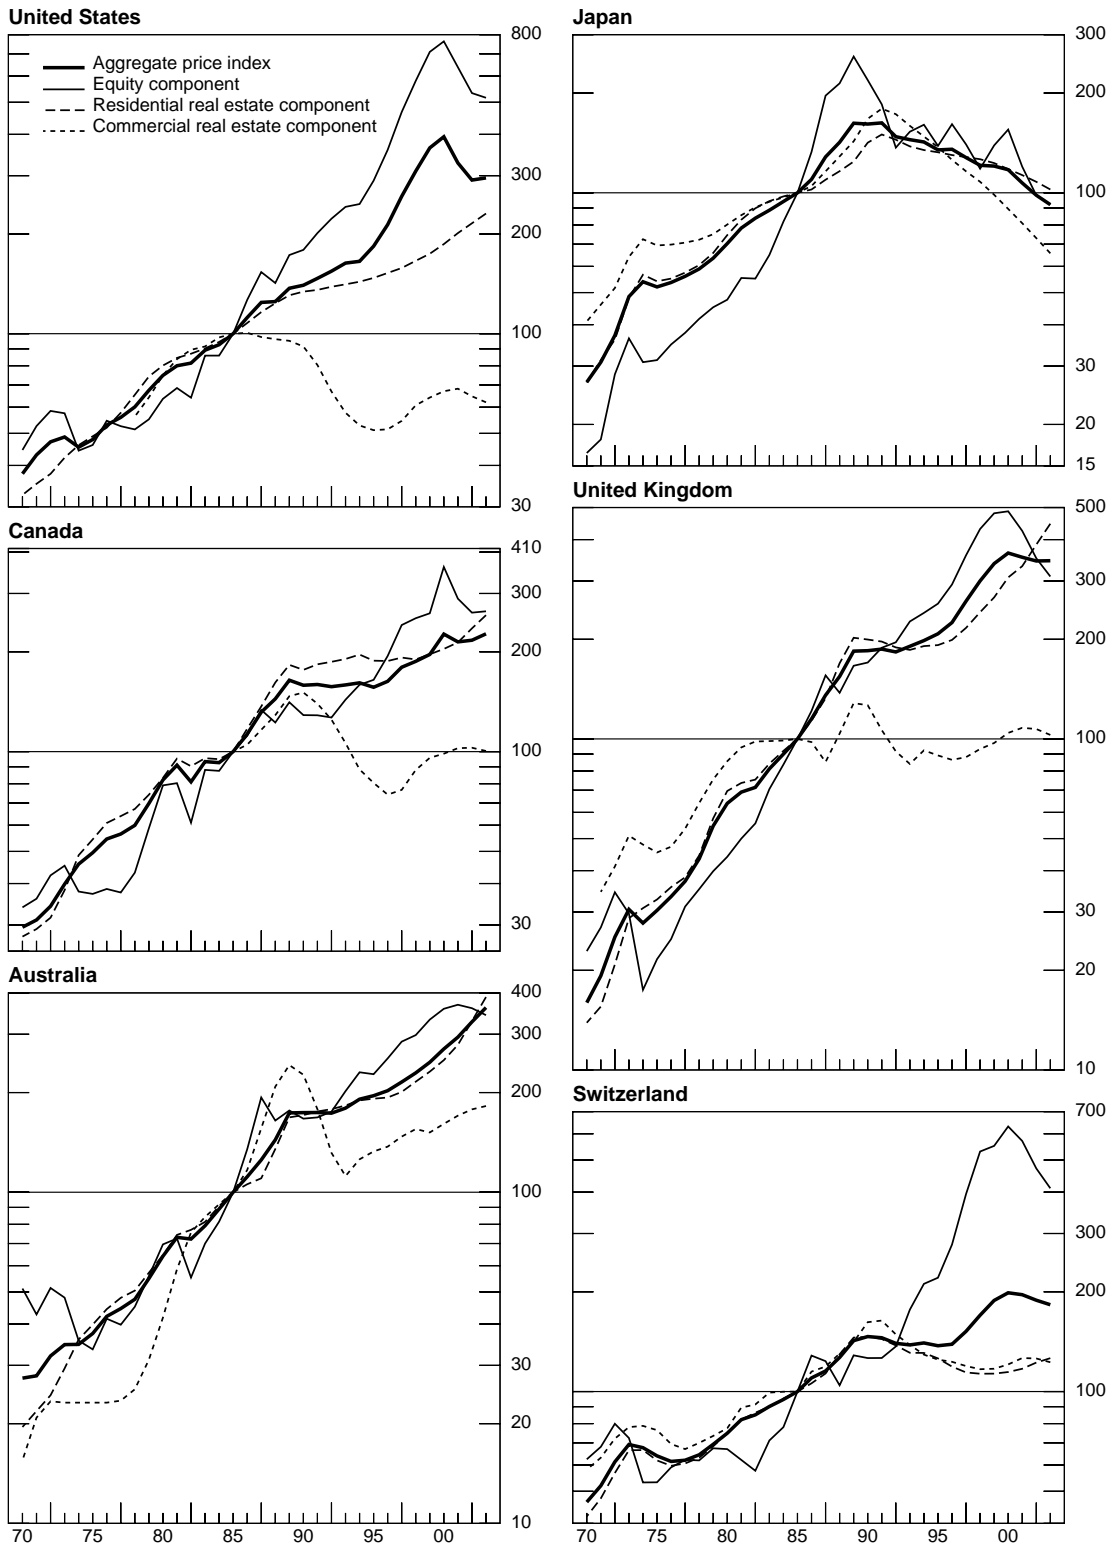 United States
800
Aggregate price index
Equity component
Residential real estate component
Commercial real estate component
300
200
100
30
Canada
410
300
200
100
30
Australia
400
300
200
100
30
20
10
70 75 80 85 90 95 00
Japan
300
200
100
30
20
15
United Kingdom
500
300
200
100
30
20
10
Switzerland
700
300
200
100
70 75 80 85 90 95 00